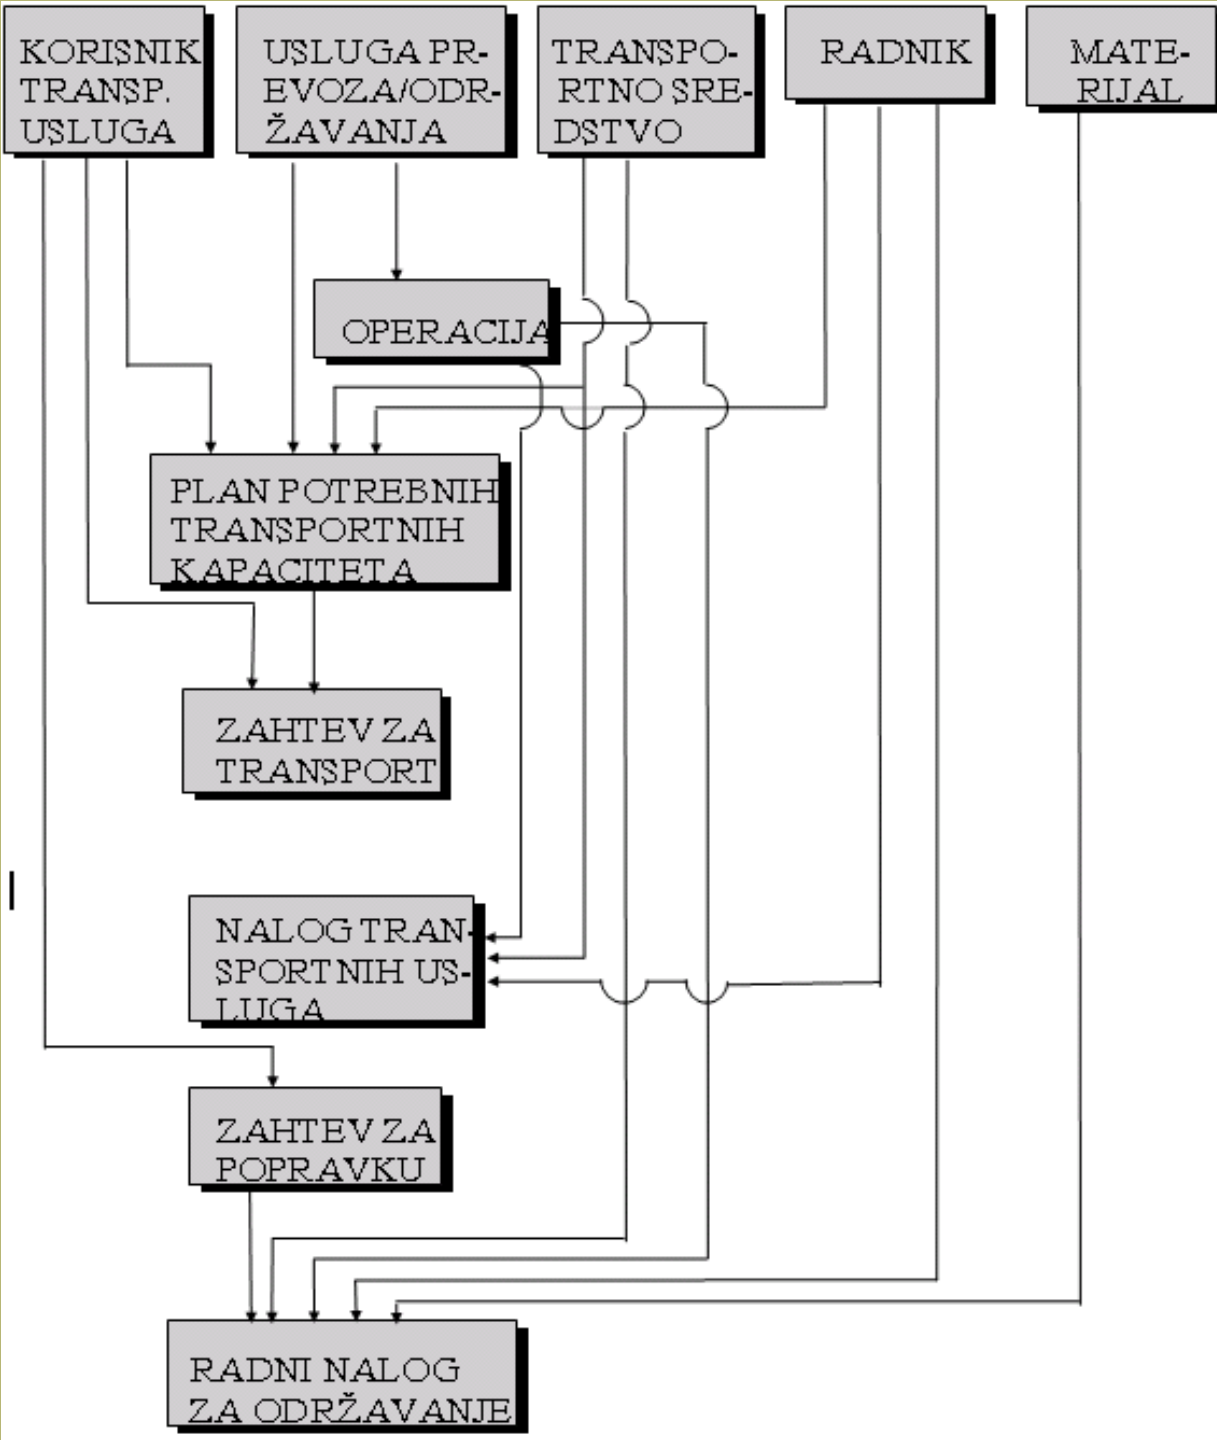 KORISNIK
TRANSP.
USLUGA
USLUGA PR-
EVOZA/ODR-
ŽAVANJA
TRANSPO-
RTNO SRE-
DSTVO
RADNIK
MATE-
RIJAL
OPERACIJA
PLAN POTREBNIH
TRANSPORTNIH
KAPACITETA
ZAHTEV ZA
TRANSPORT
NALOG TRAN-
SPORTNIH US-
LUGA
ZAHTEV ZA
POPRAVKU
RADNI NALOG
ZA ODRŽAVANJE